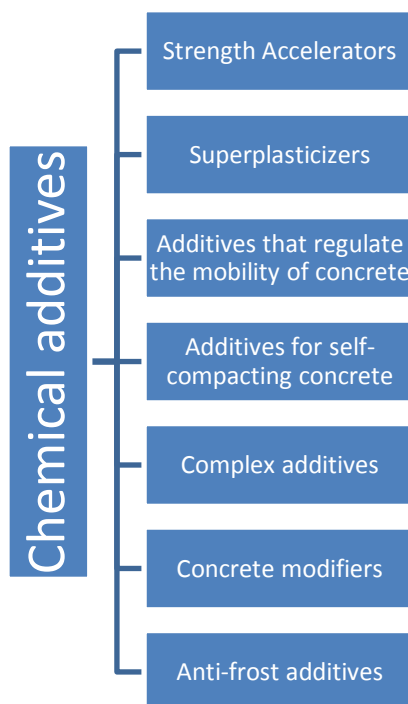 Chemical additives
Strength Accelerators
Superplasticizers
Additives that regulate
the mobility of concrete
Additives for self-
compacting concrete
Complex additives
Concrete modifiers
Anti-frost additives